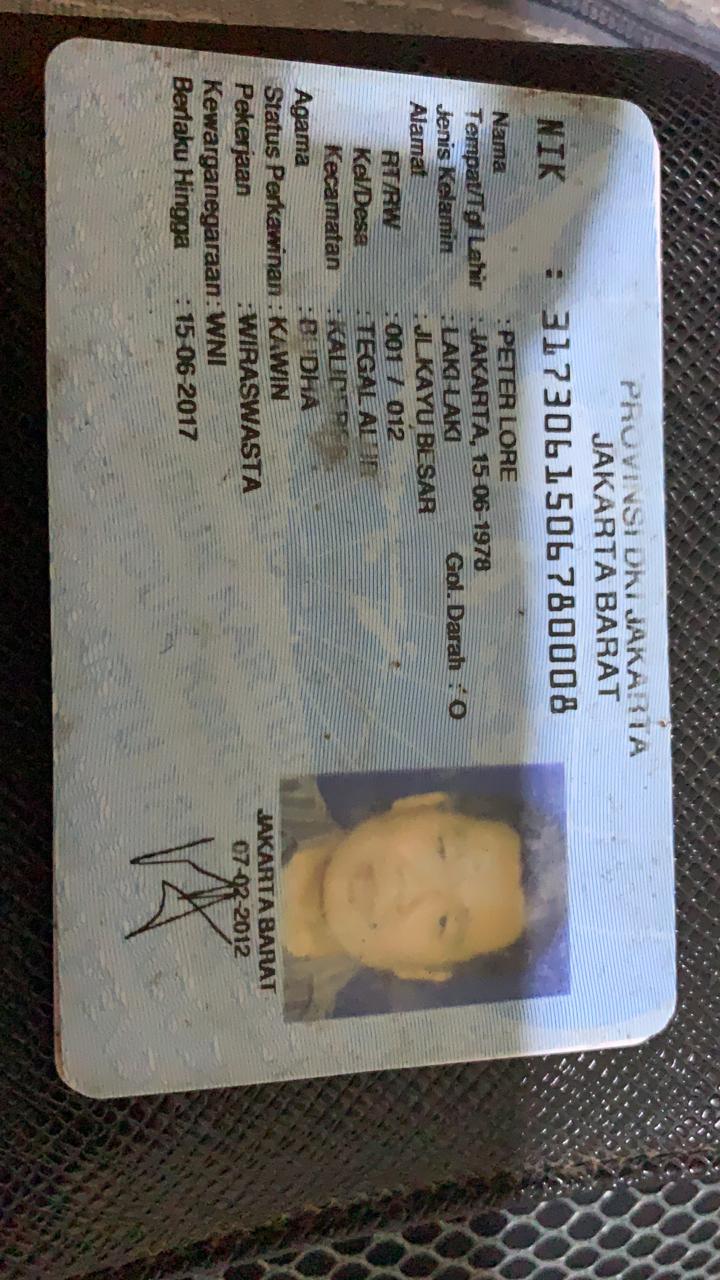 PROVINSI DKI JAKARTA
JAKARTA BARAT
NIK : 3173061506780008
Nama : PETER LORE
Tempat/Tgl Lahir : JAKARTA, 15-06-1978
Jenis Kelamin : LAKI-LAKI Gol. Darah : O
Alamat : JL.KAYU BESAR
RT/RW : 001 / 012
Kel/Desa : TEGAL ALUR
Kecamatan :
Agama : BUDHA
Status Perkawinan : KAWIN
Pekerjaan : WIRASWASTA
Kewarganegaraan : WNI
Berlaku Hingga : 15-06-2017
JAKARTA BARAT
07-02-2012